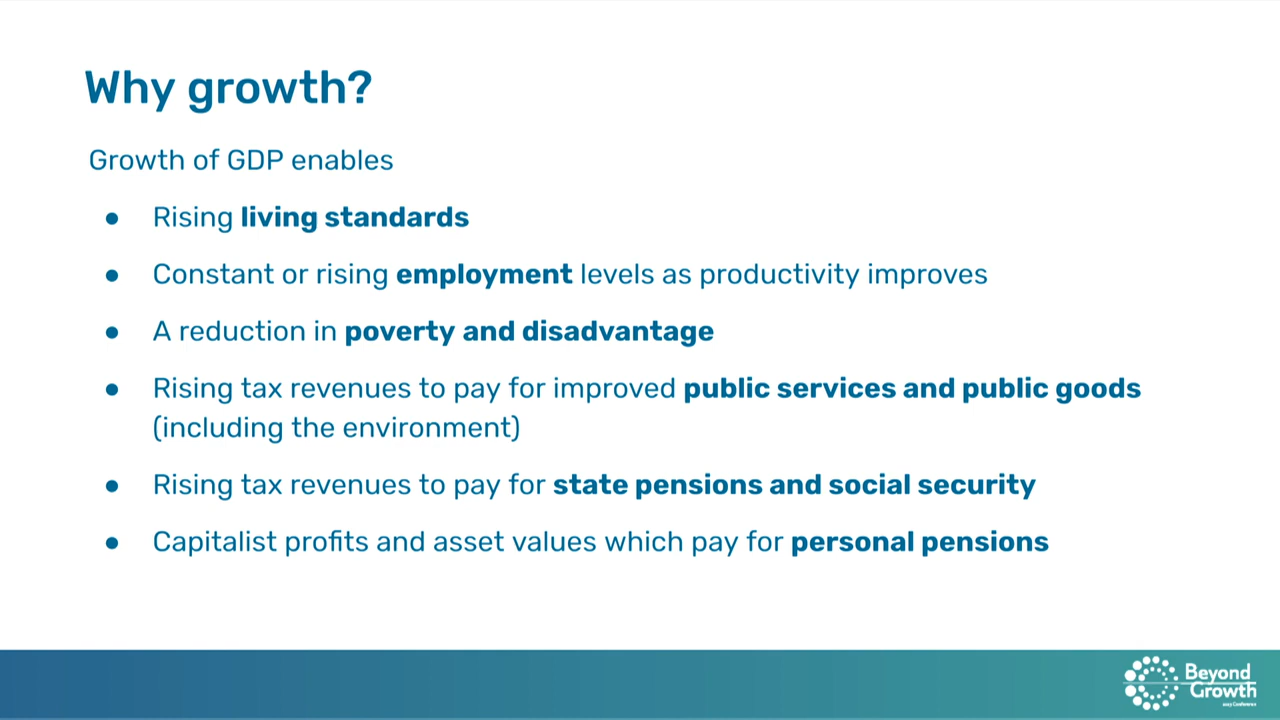 Why growth?
Growth of GDP enables
● Rising living standards
● Constant or rising employment levels as productivity improves
● A reduction in poverty and disadvantage
● Rising tax revenues to pay for improved public services and public goods
(including the environment)
● Rising tax revenues to pay for state pensions and social security
● Capitalist profits and asset values which pay for personal pensions
Beyond
Growth
2023 Conference